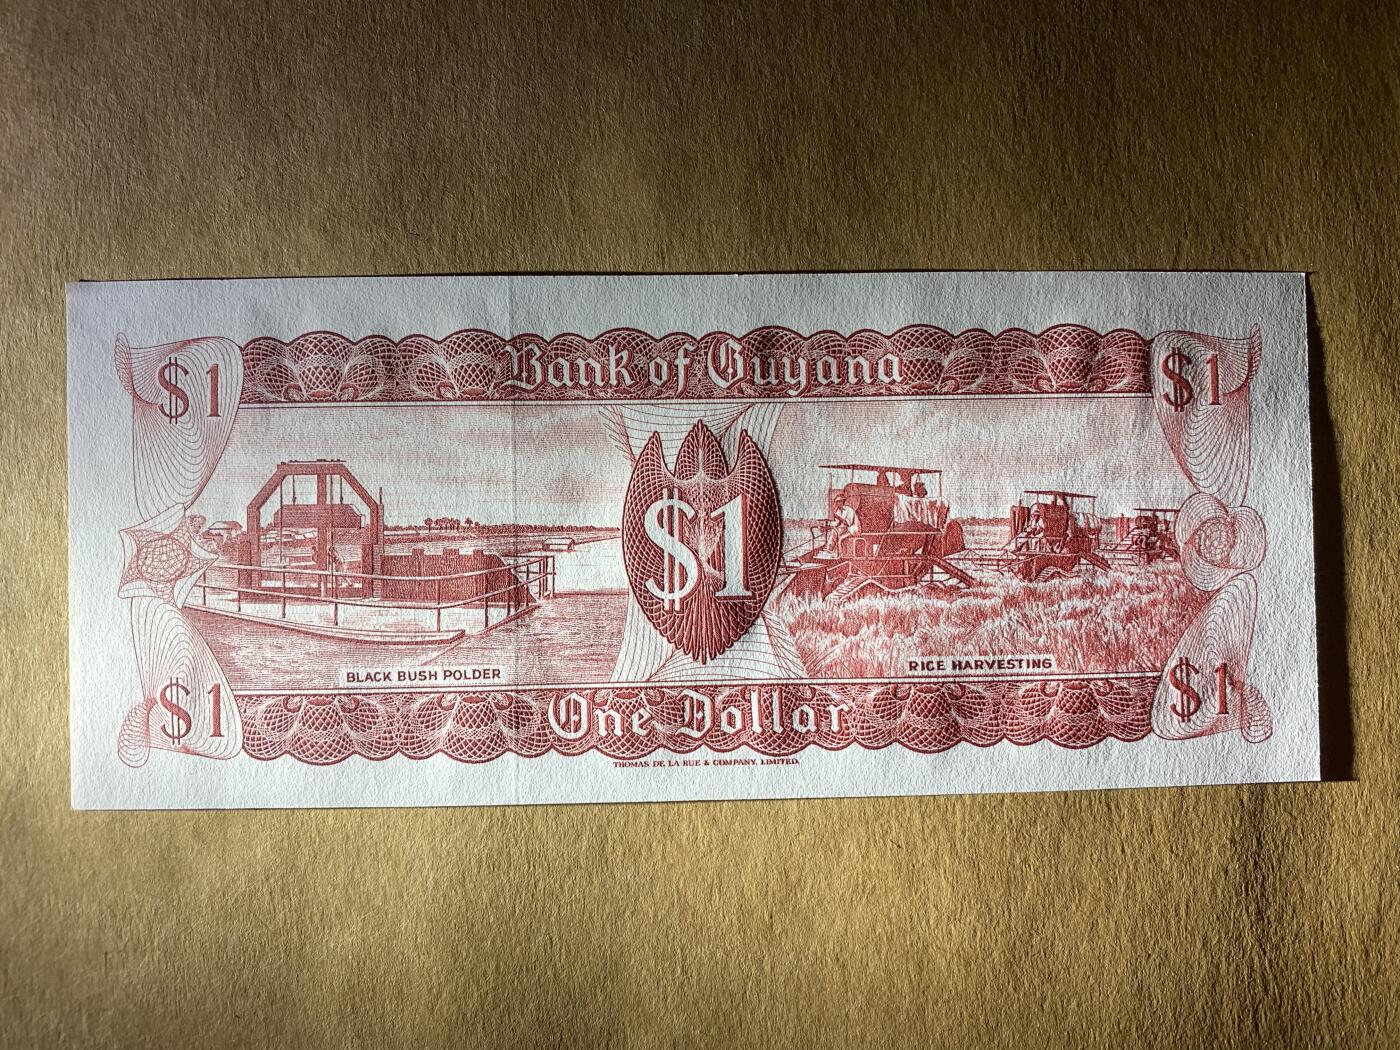 $1
Bank of Guyana
$1
$1
BLACK BUSH POLDER
RICE HARVESTING
$1
One Dollar
$1
THOMAS DE LA RUE & COMPANY, LIMITED.